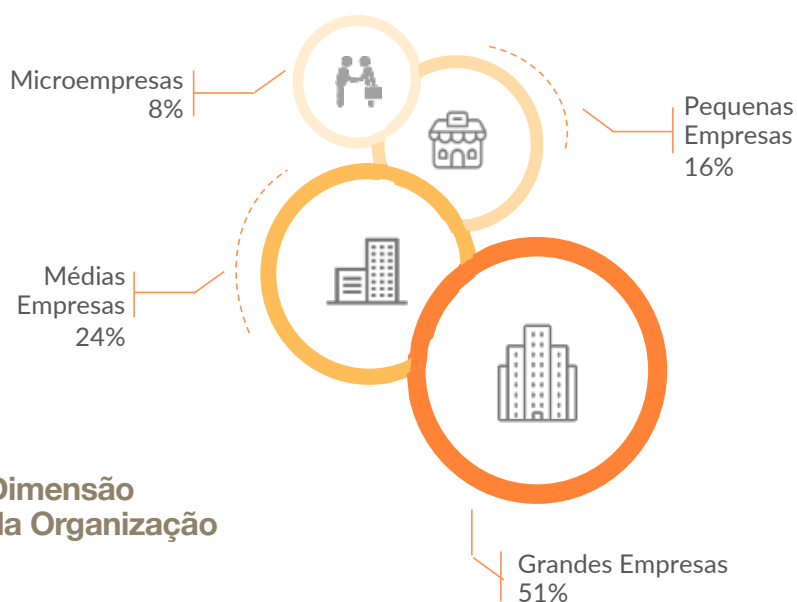 Microempresas
8%
Pequenas
Empresas
16%
Médias
Empresas
24%
Dimensão
da Organização
Grandes Empresas
51%